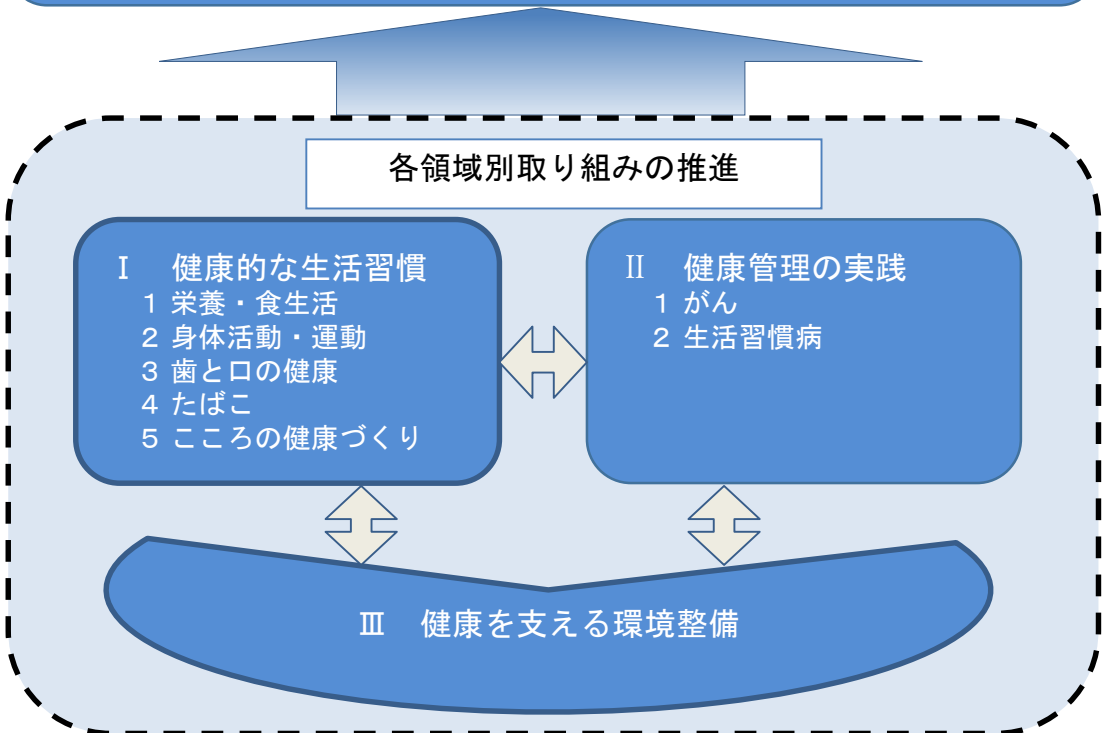 各領域別取り組みの推進
Ⅰ　健康的な生活習慣
１ 栄養・食生活
２ 身体活動・運動
３ 歯と口の健康
４ たばこ
５ こころの健康づくり
Ⅱ　健康管理の実践
１ がん
２ 生活習慣病
Ⅲ　健康を支える環境整備